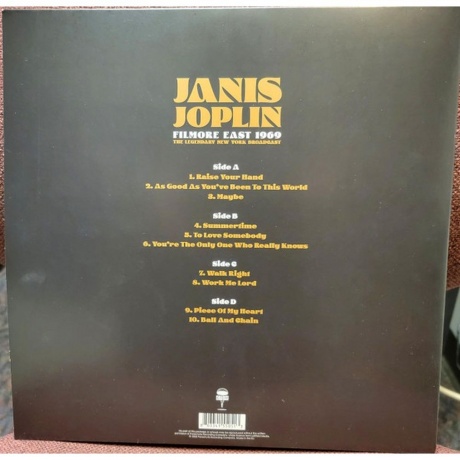 JANIS
JOPLIN
FILMORE EAST 1969
THE LEGENDARY NEW YORK BROADCAST
Side A
1. Raise Your Hand
2. As Good As You've Been To This World
3. Maybe
Side B
4. Summertime
5. To Love Somebody
6. You're The Only One Who Really Knows
Side C
7. Walk Right
8. Work Me Lord
Side D
9. Piece Of My Heart
10. Ball And Chain